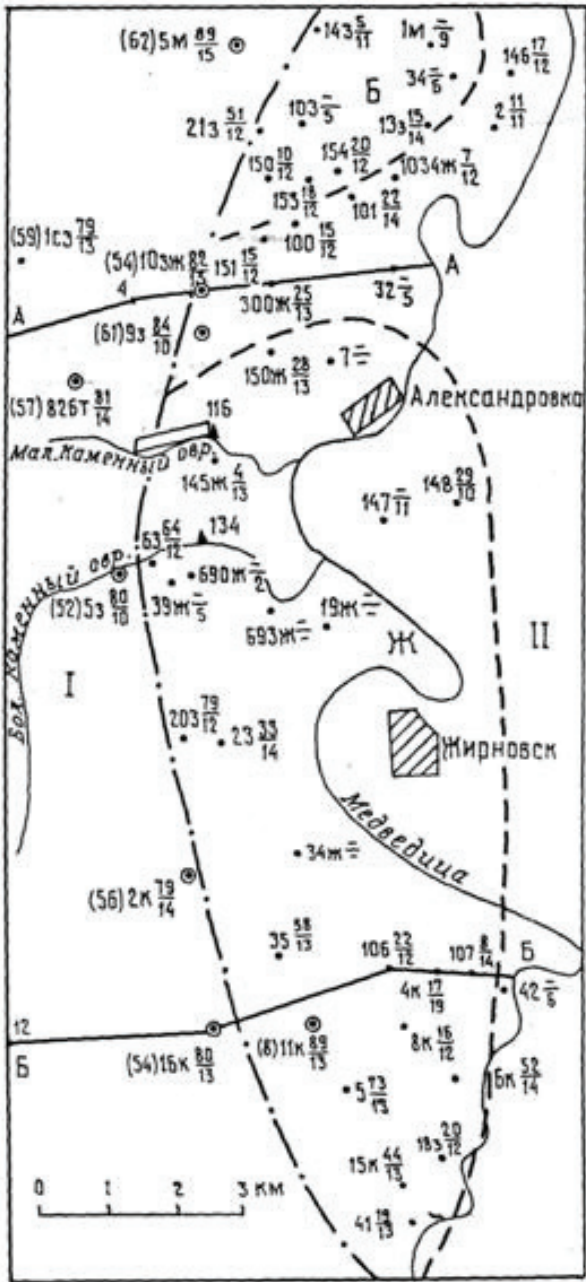 (62) 5м 89/15
143 5/11
1м –/9
146 17/12
34 –/6
Б
213 51/12
103 –/5
13з 15/14
2 11/11
150 10/12
154 20/12
1034Ж 7/12
155 18/12
101 22/14
100 15/12
(59) 1сз 79/13
(54) 10зЖ 82/13
151 15/12
А
4
300Ж 25/13
32 –/5
А
(61) 9з 84/10
150Ж 28/13
7 –/–
(57) 826Т 81/14
Александровка
116
Мал. Каменный овр.
145Ж 4/13
148 29/10
147 –/11
63 64/12
134
690Ж –/2
Бол. Каменный овр.
(52) 5з 80/10
39Ж –/5
693Ж –/–
19Ж –/–
Ж
II
I
203 79/12
23 33/14
Жирновск
Медведица
34Ж –/–
(56) 2к 79/14
35 58/13
106 22/12
107 8/14
Б
12
4к 17/19
42 –/6
Б
(54) 16к 80/13
(8) 11к 89/13
8к 16/12
6к 52/14
5 73/13
18з 20/12
15к 44/13
41 19/13
0 1 2 3 км